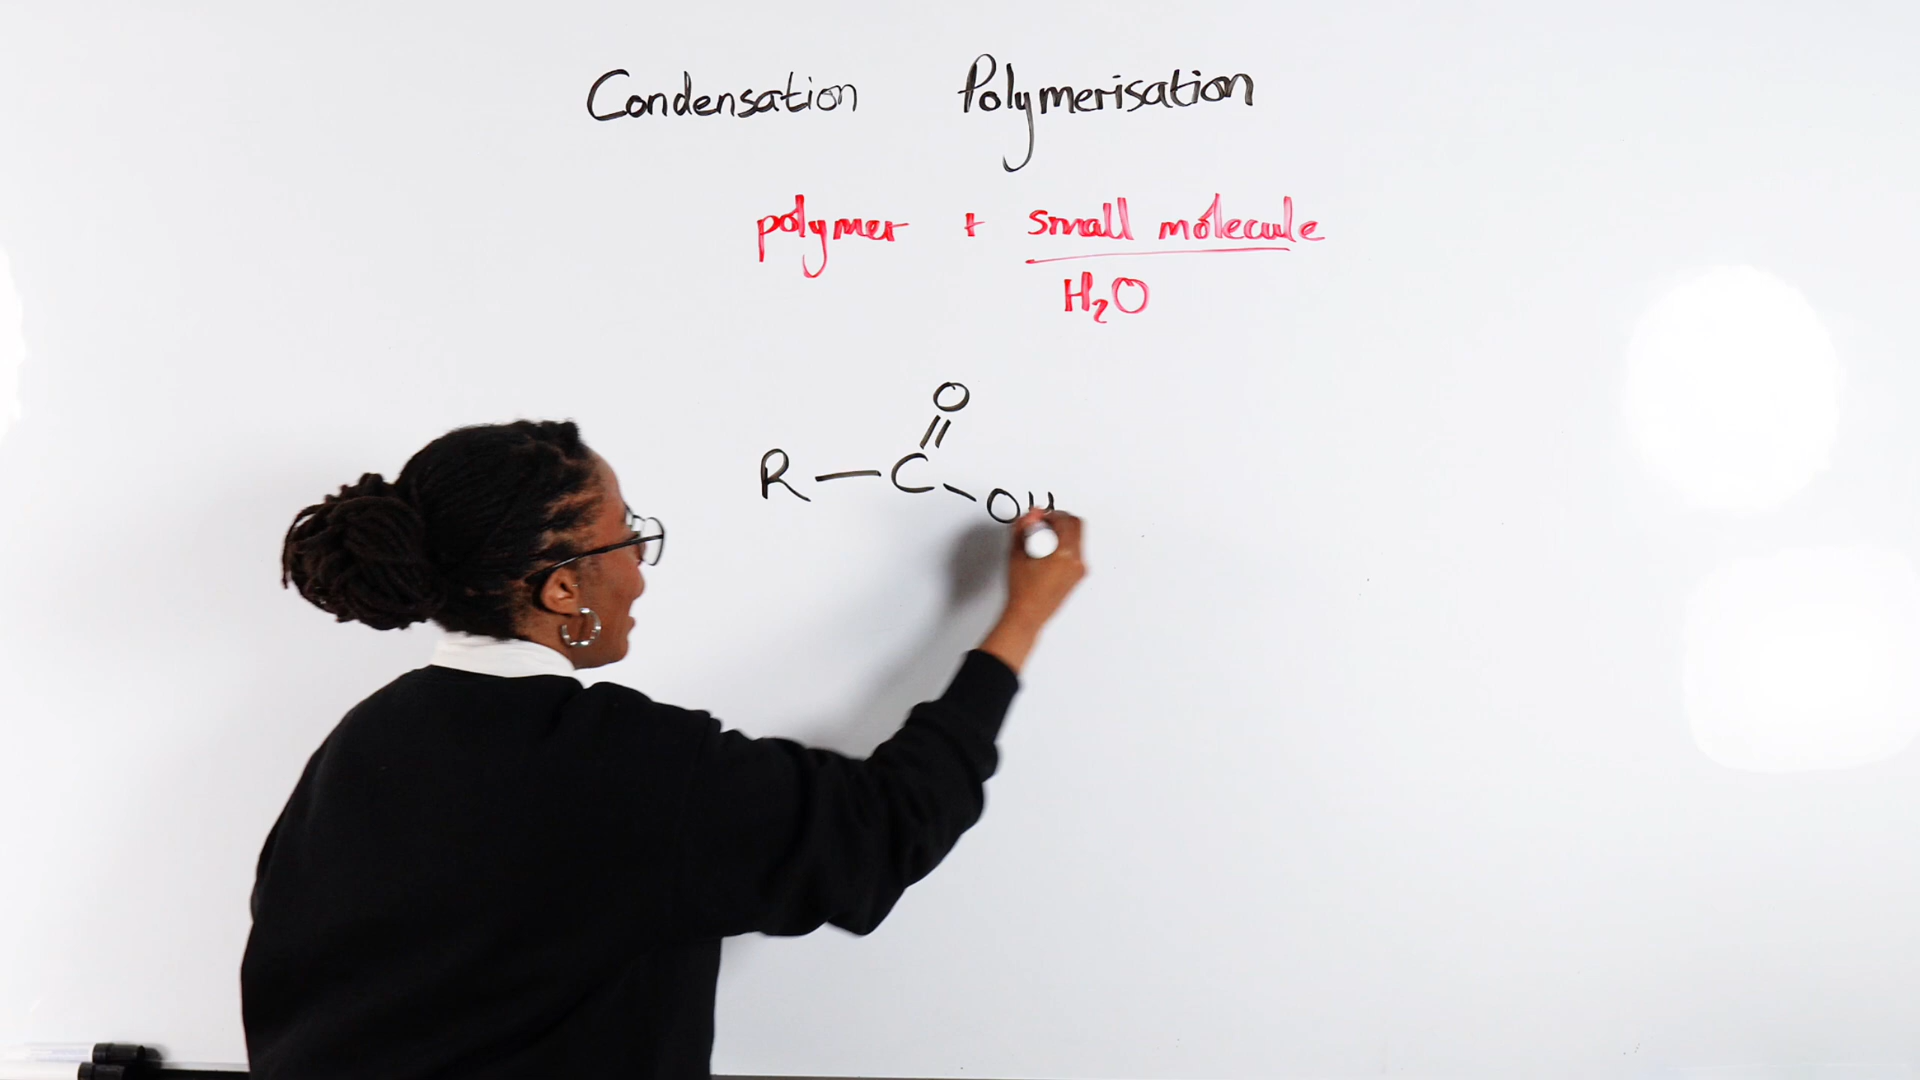 Condensation Polymerisation
polymer + small molecule
H₂O
O
R — C — OH